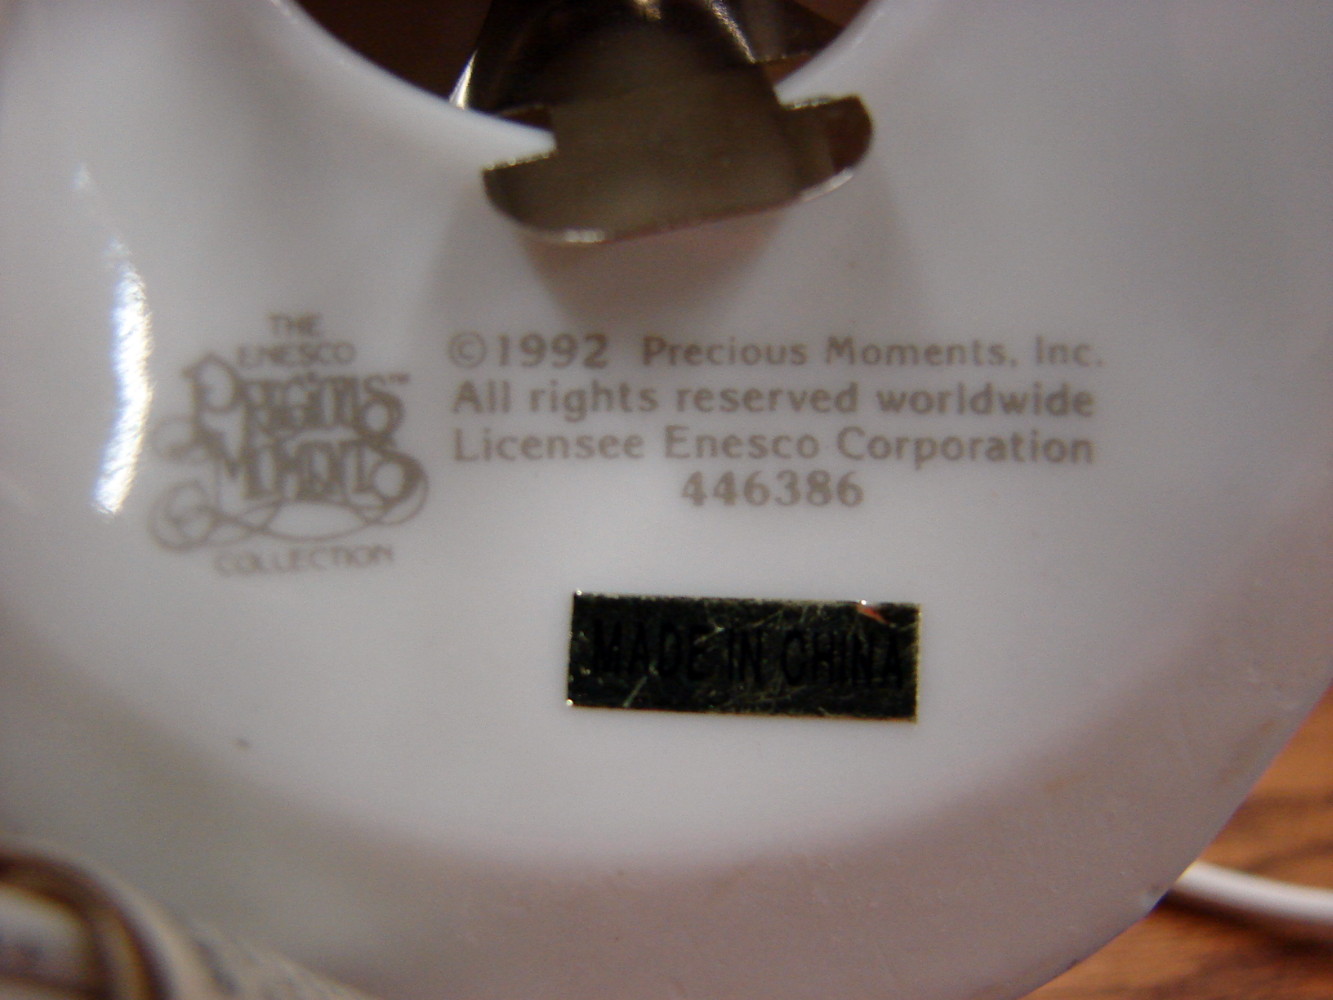 THE
ENESCO
PRECIOUS™
MOMENTS
COLLECTION
©1992 Precious Moments, Inc.
All rights reserved worldwide
Licensee Enesco Corporation
446386
MADE IN CHINA